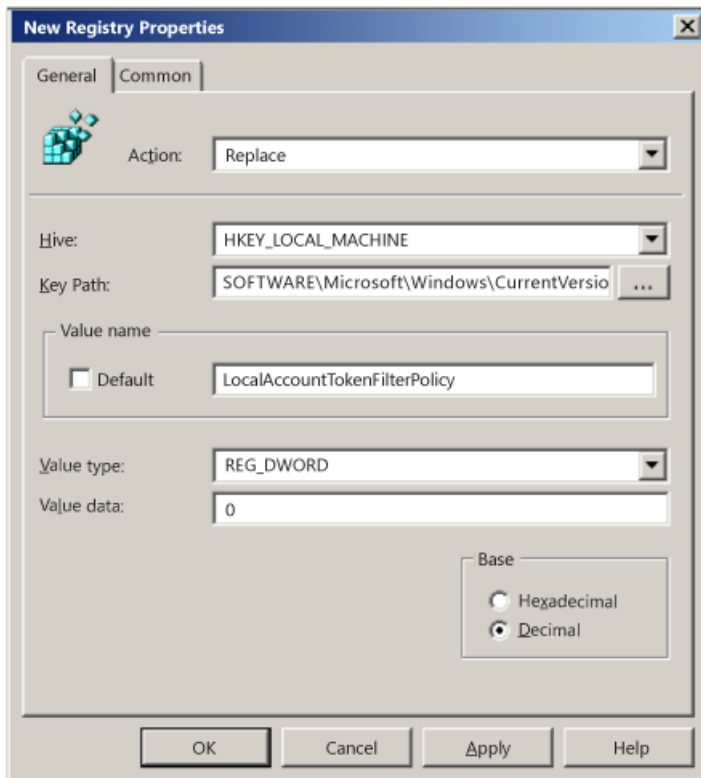 New Registry Properties
General Common
Action: Replace
Hive: HKEY_LOCAL_MACHINE
Key Path: SOFTWARE\Microsoft\Windows\CurrentVersio ...
Value name
Default LocalAccountTokenFilterPolicy
Value type: REG_DWORD
Value data: 0
Base
Hexadecimal
Decimal
OK Cancel Apply Help